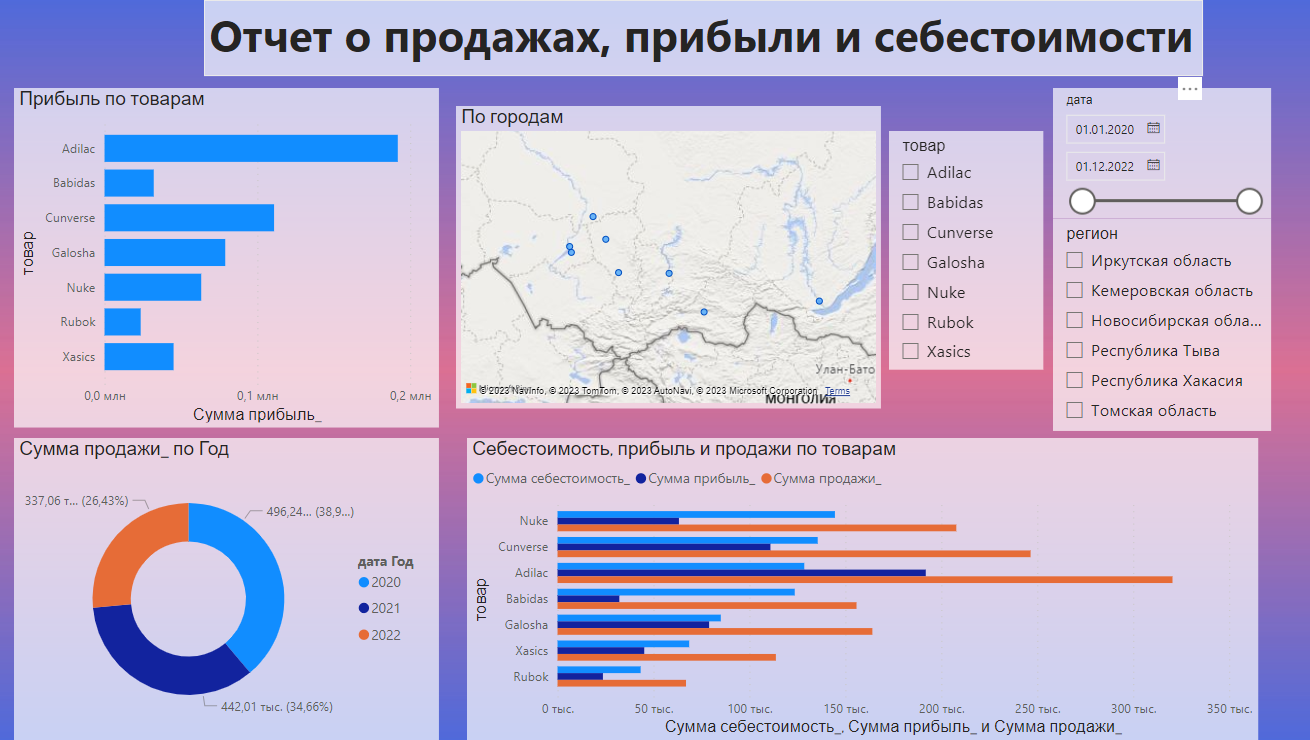 Отчет о продажах, прибыли и себестоимости
Прибыль по товарам
товар
Adilac
Babidas
Cunverse
Galosha
Nuke
Rubok
Xasics
0,0 млн
0,1 млн
0,2 млн
Сумма прибыль_
По городам
Улан-Бато
МОНГОЛИЯ
© 2023 NavInfo, © 2023 TomTom, © 2023 AutoNavi, © 2023 Microsoft Corporation Terms
товар
Adilac
Babidas
Cunverse
Galosha
Nuke
Rubok
Xasics
...
дата
01.01.2020
01.12.2022
регион
Иркутская область
Кемеровская область
Новосибирская обла...
Республика Тыва
Республика Хакасия
Томская область
Сумма продажи_ по Год
337,06 т... (26,43%)
496,24... (38,9...)
442,01 тыс. (34,66%)
дата Год
2020
2021
2022
Себестоимость, прибыль и продажи по товарам
Сумма себестоимость_ Сумма прибыль_ Сумма продажи_
товар
Nuke
Cunverse
Adilac
Babidas
Galosha
Xasics
Rubok
0 тыс.
50 тыс.
100 тыс.
150 тыс.
200 тыс.
250 тыс.
300 тыс.
350 тыс.
Сумма себестоимость_, Сумма прибыль_ и Сумма продажи_